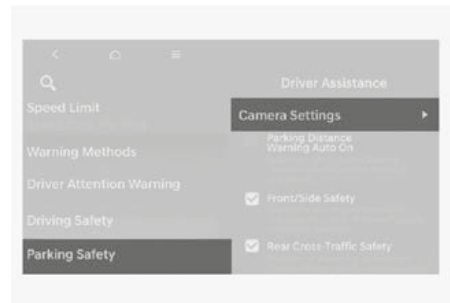 Driver Assistance
Speed Limit
Warning Methods
Driver Attention Warning
Driving Safety
Parking Safety
Camera Settings
Parking Distance
Warning Auto On
Front/Side Safety
Rear Cross-Traffic Safety